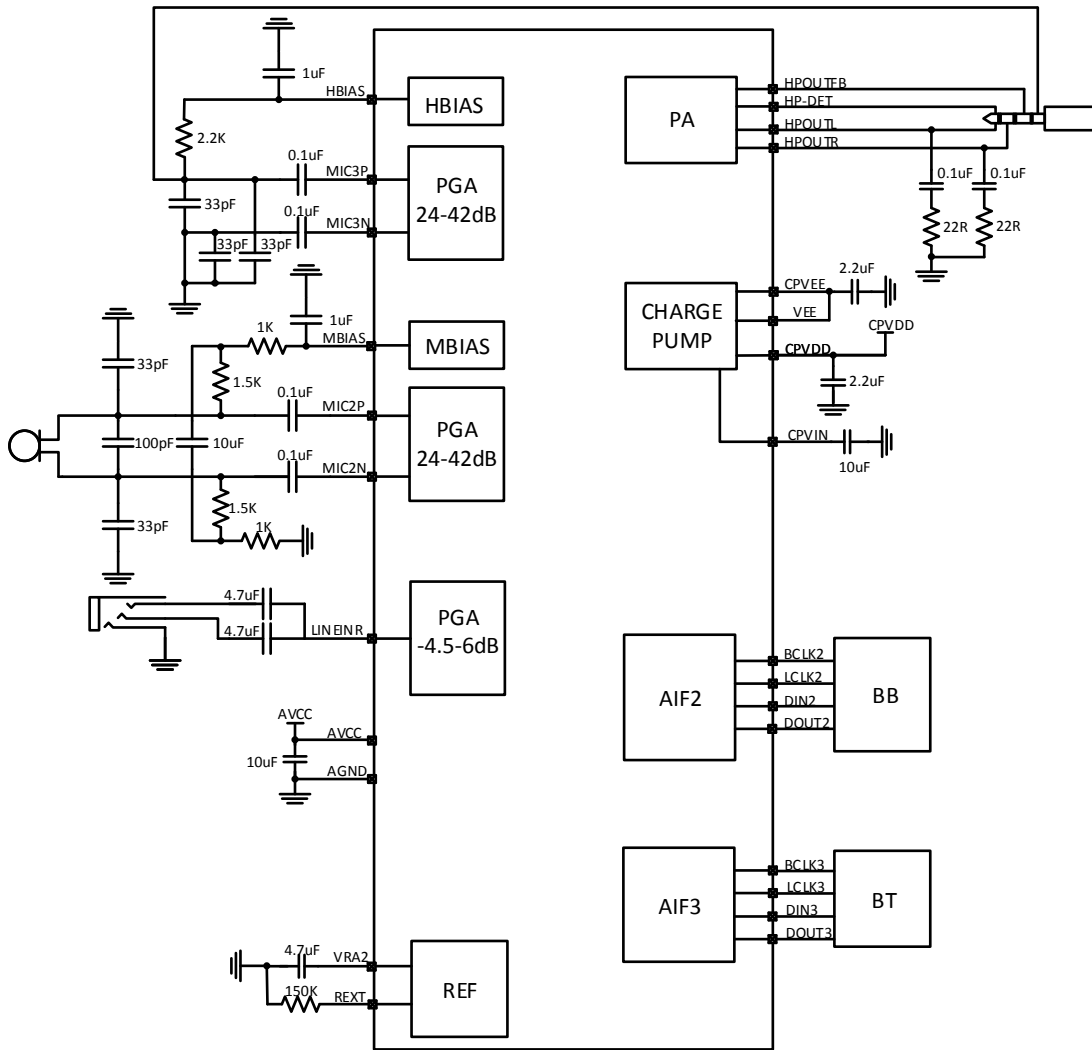 1uF
HBIAS
HBIAS
2.2K
0.1uF
MIC3P
33pF
0.1uF
MIC3N
33pF
33pF
PGA
24-42dB
1uF
1K
MBIAS
MBIAS
33pF
1.5K
0.1uF
MIC2P
100pF
10uF
0.1uF
MIC2N
PGA
24-42dB
1.5K
33pF
1K
4.7uF
4.7uF
LINEINR
PGA
-4.5-6dB
AVCC
AVCC
10uF
AGND
4.7uF
VRA2
150K
REXT
REF
PA
HPOUTFB
HP-DET
HPOUTL
HPOUTR
0.1uF
0.1uF
22R
22R
CHARGE
PUMP
CPVEE
2.2uF
VEE
CPVDD
CPVDD
2.2uF
CPVIN
10uF
AIF2
BCLK2
LCLK2
DIN2
DOUT2
BB
AIF3
BCLK3
LCLK3
DIN3
DOUT3
BT